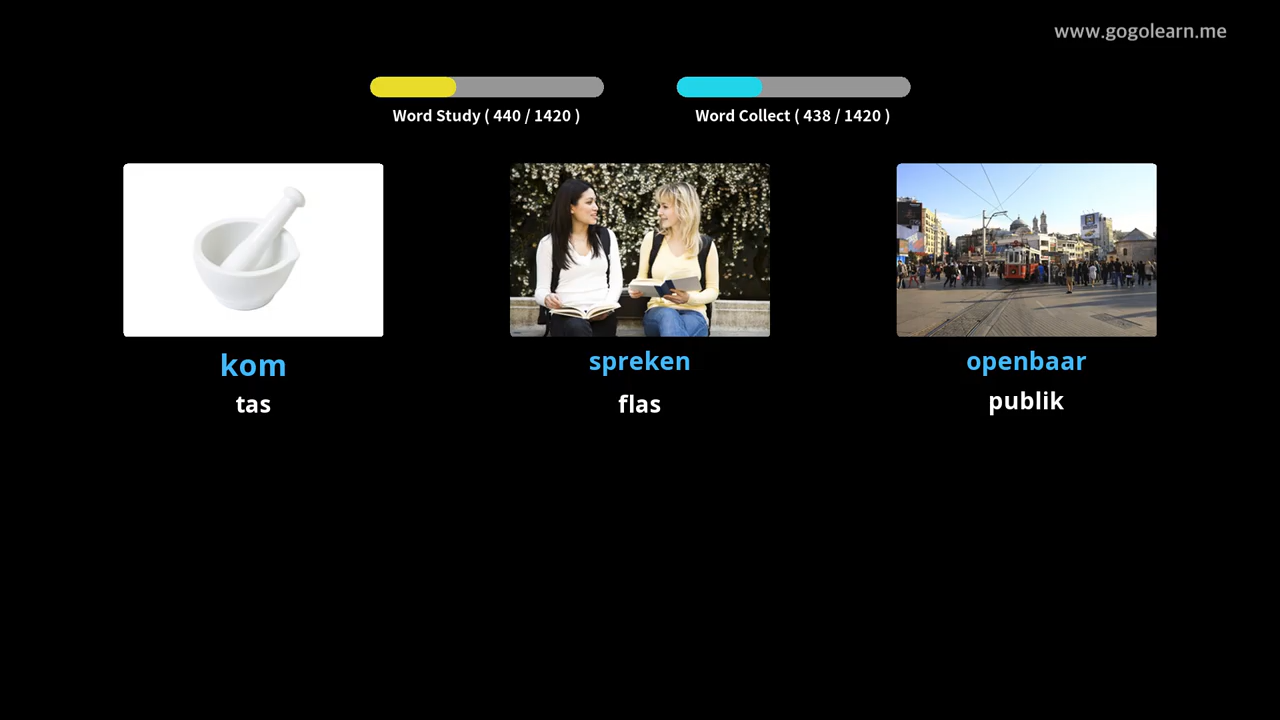 www.gogolearn.me
Word Study ( 440 / 1420 )
Word Collect ( 438 / 1420 )
kom
spreken
openbaar
tas
flas
publik